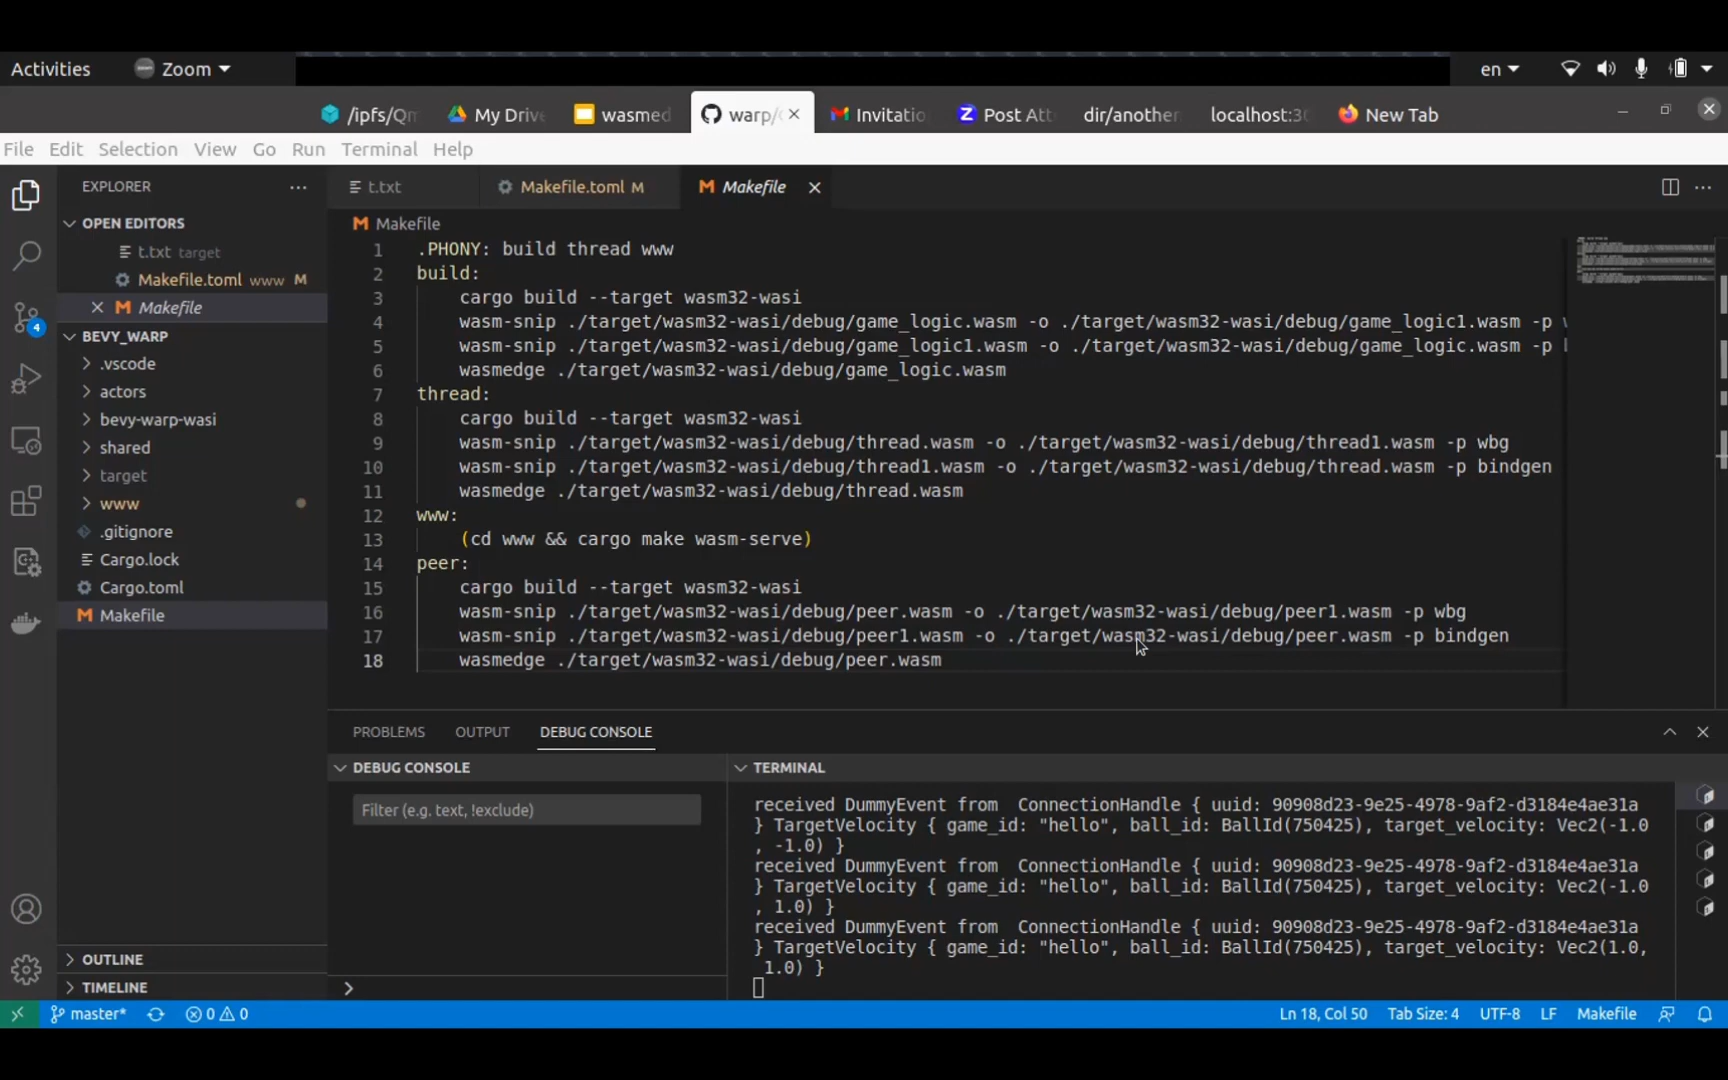 Activities Zoom en
/ipfs/Qm My Drive wasmed warp/ Invitatio Post Att dir/another localhost:30 New Tab
File Edit Selection View Go Run Terminal Help
EXPLORER
OPEN EDITORS
t.txt target
Makefile.toml www M
Makefile
BEVY_WARP
.vscode
actors
bevy-warp-wasi
shared
target
www
.gitignore
Cargo.lock
Cargo.toml
Makefile
OUTLINE
TIMELINE
t.txt Makefile.toml M Makefile
Makefile
1 .PHONY: build thread www
2 build:
3 cargo build --target wasm32-wasi
4 wasm-snip ./target/wasm32-wasi/debug/game_logic.wasm -o ./target/wasm32-wasi/debug/game_logic1.wasm -p
5 wasm-snip ./target/wasm32-wasi/debug/game_logic1.wasm -o ./target/wasm32-wasi/debug/game_logic.wasm -p
6 wasmedge ./target/wasm32-wasi/debug/game_logic.wasm
7 thread:
8 cargo build --target wasm32-wasi
9 wasm-snip ./target/wasm32-wasi/debug/thread.wasm -o ./target/wasm32-wasi/debug/thread1.wasm -p wbg
10 wasm-snip ./target/wasm32-wasi/debug/thread1.wasm -o ./target/wasm32-wasi/debug/thread.wasm -p bindgen
11 wasmedge ./target/wasm32-wasi/debug/thread.wasm
12 www:
13 (cd www && cargo make wasm-serve)
14 peer:
15 cargo build --target wasm32-wasi
16 wasm-snip ./target/wasm32-wasi/debug/peer.wasm -o ./target/wasm32-wasi/debug/peer1.wasm -p wbg
17 wasm-snip ./target/wasm32-wasi/debug/peer1.wasm -o ./target/wasm32-wasi/debug/peer.wasm -p bindgen
18 wasmedge ./target/wasm32-wasi/debug/peer.wasm
PROBLEMS OUTPUT DEBUG CONSOLE
DEBUG CONSOLE
Filter (e.g. text, !exclude)
TERMINAL
received DummyEvent from ConnectionHandle { uuid: 90908d23-9e25-4978-9af2-d3184e4ae31a
} TargetVelocity { game_id: "hello", ball_id: BallId(750425), target_velocity: Vec2(-1.0
, -1.0) }
received DummyEvent from ConnectionHandle { uuid: 90908d23-9e25-4978-9af2-d3184e4ae31a
} TargetVelocity { game_id: "hello", ball_id: BallId(750425), target_velocity: Vec2(-1.0
, 1.0) }
received DummyEvent from ConnectionHandle { uuid: 90908d23-9e25-4978-9af2-d3184e4ae31a
} TargetVelocity { game_id: "hello", ball_id: BallId(750425), target_velocity: Vec2(1.0,
1.0) }
4
master* 0 0 Ln 18, Col 50 Tab Size: 4 UTF-8 LF Makefile